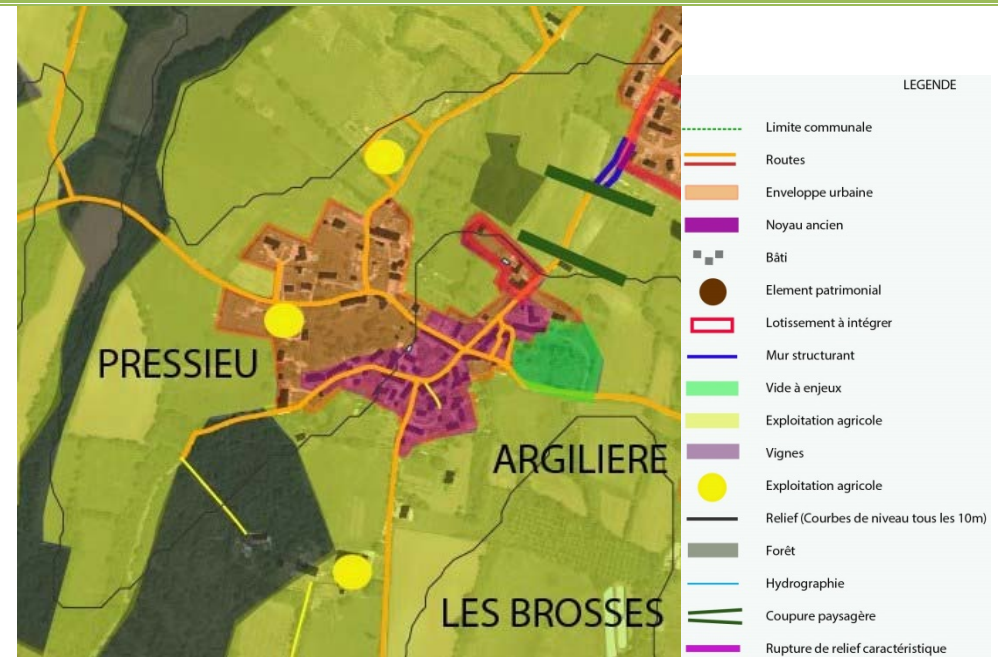 PRESSIEU
ARGILIERE
LES BROSSES
LEGENDE
Limite communale
Routes
Enveloppe urbaine
Noyau ancien
Bâti
Element patrimonial
Lotissement à intégrer
Mur structurant
Vide à enjeux
Exploitation agricole
Vignes
Exploitation agricole
Relief (Courbes de niveau tous les 10m)
Forêt
Hydrographie
Coupure paysagère
Rupture de relief caractéristique